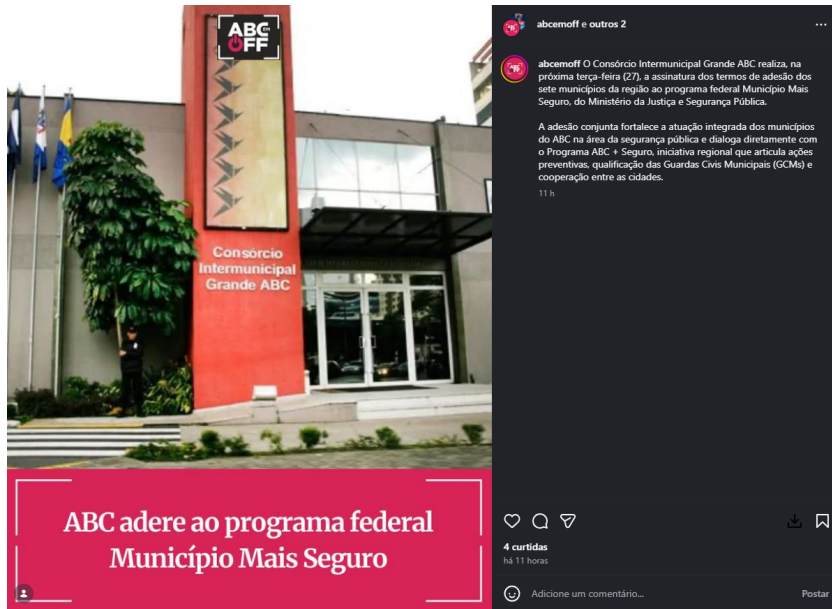 ABC
EM
OFF
Consórcio
Intermunicipal
Grande ABC
ABC adere ao programa federal
Município Mais Seguro
abcemoff e outros 2
abcemoff O Consórcio Intermunicipal Grande ABC realiza, na
próxima terça-feira (27), a assinatura dos termos de adesão dos
sete municípios da região ao programa federal Município Mais
Seguro, do Ministério da Justiça e Segurança Pública.
A adesão conjunta fortalece a atuação integrada dos municípios
do ABC na área da segurança pública e dialoga diretamente com
o Programa ABC + Seguro, iniciativa regional que articula ações
preventivas, qualificação das Guardas Civis Municipais (GCMs) e
cooperação entre as cidades.
11 h
4 curtidas
há 11 horas
Adicione um comentário...
Postar